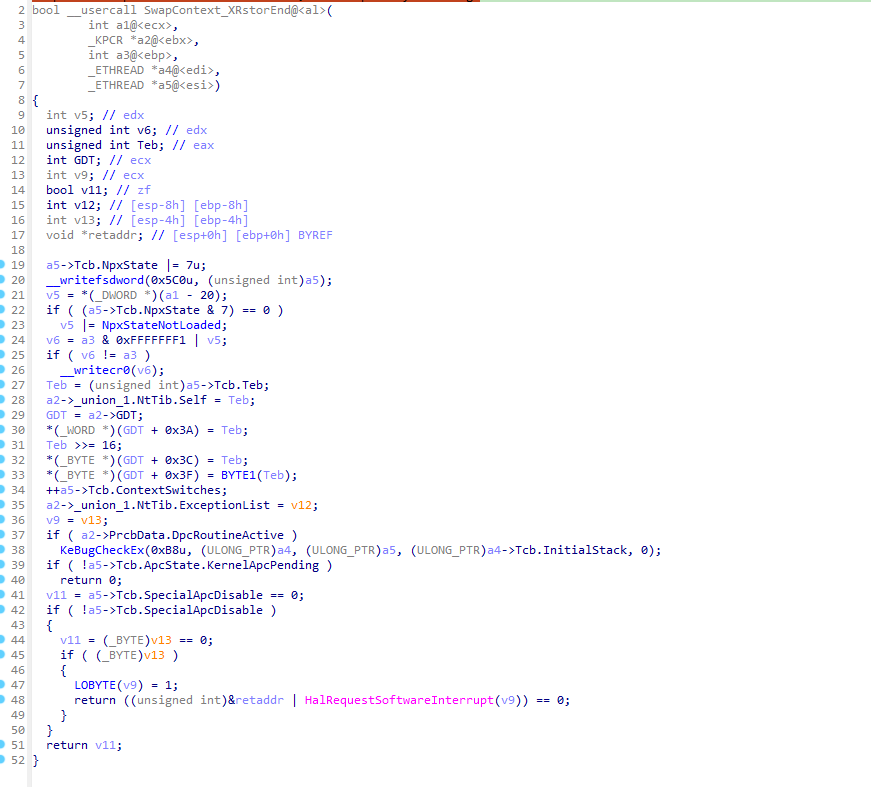 2 bool __usercall SwapContext_XRstorEnd@<al>(
3 int a1@<ecx>,
4 _KPCR *a2@<ebx>,
5 int a3@<ebp>,
6 _ETHREAD *a4@<edi>,
7 _ETHREAD *a5@<esi>)
8 {
9 int v5; // edx
10 unsigned int v6; // edx
11 unsigned int Teb; // eax
12 int GDT; // ecx
13 int v9; // ecx
14 bool v11; // zf
15 int v12; // [esp-8h] [ebp-8h]
16 int v13; // [esp-4h] [ebp-4h]
17 void *retaddr; // [esp+0h] [ebp+0h] BYREF
18
19 a5->Tcb.NpxState |= 7u;
20 __writefsdword(0x5C0u, (unsigned int)a5);
21 v5 = *(_DWORD *)(a1 - 20);
22 if ( (a5->Tcb.NpxState & 7) == 0 )
23 v5 |= NpxStateNotLoaded;
24 v6 = a3 & 0xFFFFFFF1 | v5;
25 if ( v6 != a3 )
26 __writecr0(v6);
27 Teb = (unsigned int)a5->Tcb.Teb;
28 a2->_union_1.NtTib.Self = Teb;
29 GDT = a2->GDT;
30 *(_WORD *)(GDT + 0x3A) = Teb;
31 Teb >>= 16;
32 *(_BYTE *)(GDT + 0x3C) = Teb;
33 *(_BYTE *)(GDT + 0x3F) = BYTE1(Teb);
34 ++a5->Tcb.ContextSwitches;
35 a2->_union_1.NtTib.ExceptionList = v12;
36 v9 = v13;
37 if ( a2->PrcbData.DpcRoutineActive )
38 KeBugCheckEx(0xB8u, (ULONG_PTR)a4, (ULONG_PTR)a5, (ULONG_PTR)a4->Tcb.InitialStack, 0);
39 if ( !a5->Tcb.ApcState.KernelApcPending )
40 return 0;
41 v11 = a5->Tcb.SpecialApcDisable == 0;
42 if ( !a5->Tcb.SpecialApcDisable )
43 {
44 v11 = (_BYTE)v13 == 0;
45 if ( (_BYTE)v13 )
46 {
47 LOBYTE(v9) = 1;
48 return ((unsigned int)&retaddr | HalRequestSoftwareInterrupt(v9)) == 0;
49 }
50 }
51 return v11;
52 }